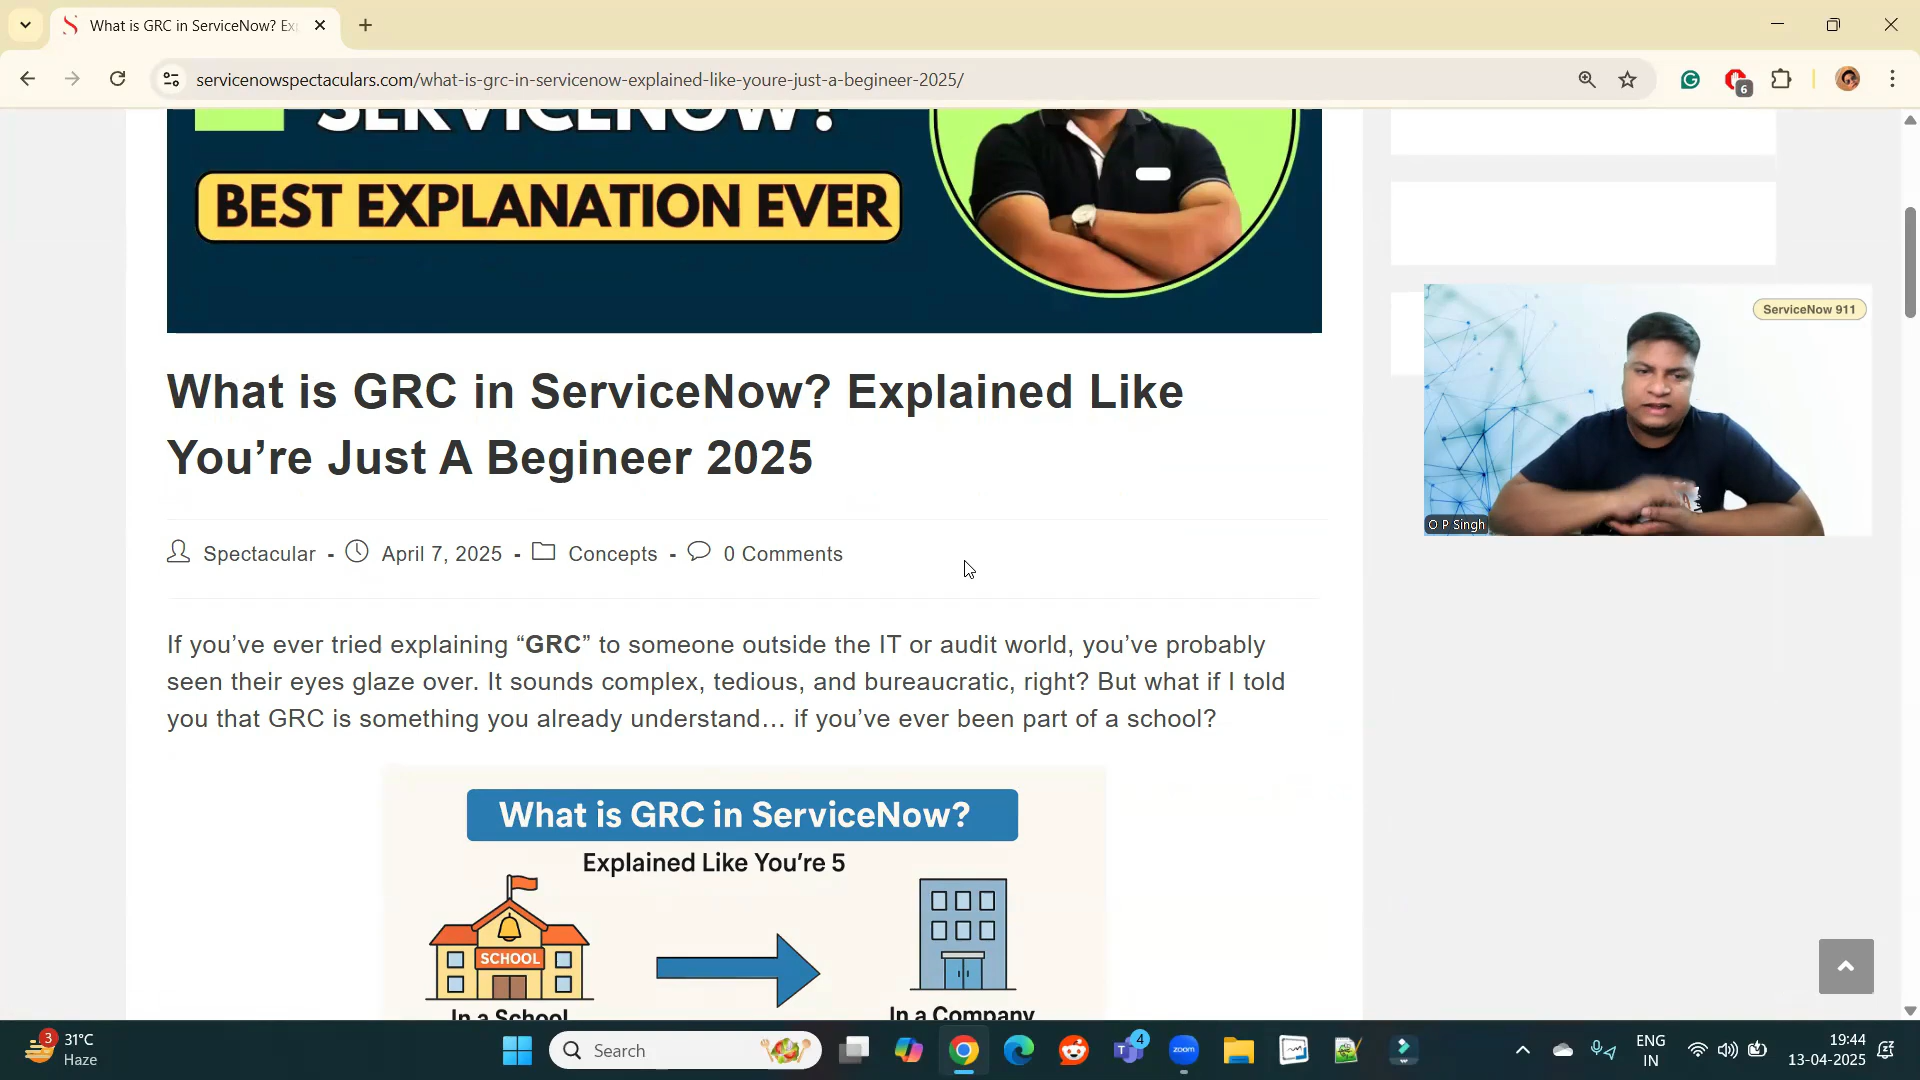 What is GRC in ServiceNow? Ex
servicenowspectaculars.com/what-is-grc-in-servicenow-explained-like-youre-just-a-begineer-2025/
6
SERVICENOW?
BEST EXPLANATION EVER
ServiceNow 911
O P Singh
What is GRC in ServiceNow? Explained Like
You’re Just A Begineer 2025
Spectacular - April 7, 2025 - Concepts - 0 Comments
If you’ve ever tried explaining “GRC” to someone outside the IT or audit world, you’ve probably
seen their eyes glaze over. It sounds complex, tedious, and bureaucratic, right? But what if I told
you that GRC is something you already understand… if you’ve ever been part of a school?
What is GRC in ServiceNow?
Explained Like You’re 5
SCHOOL
In a School
In a Company
3
31°C
Haze
Search
4
zoom
ENG
IN
19:44
13-04-2025